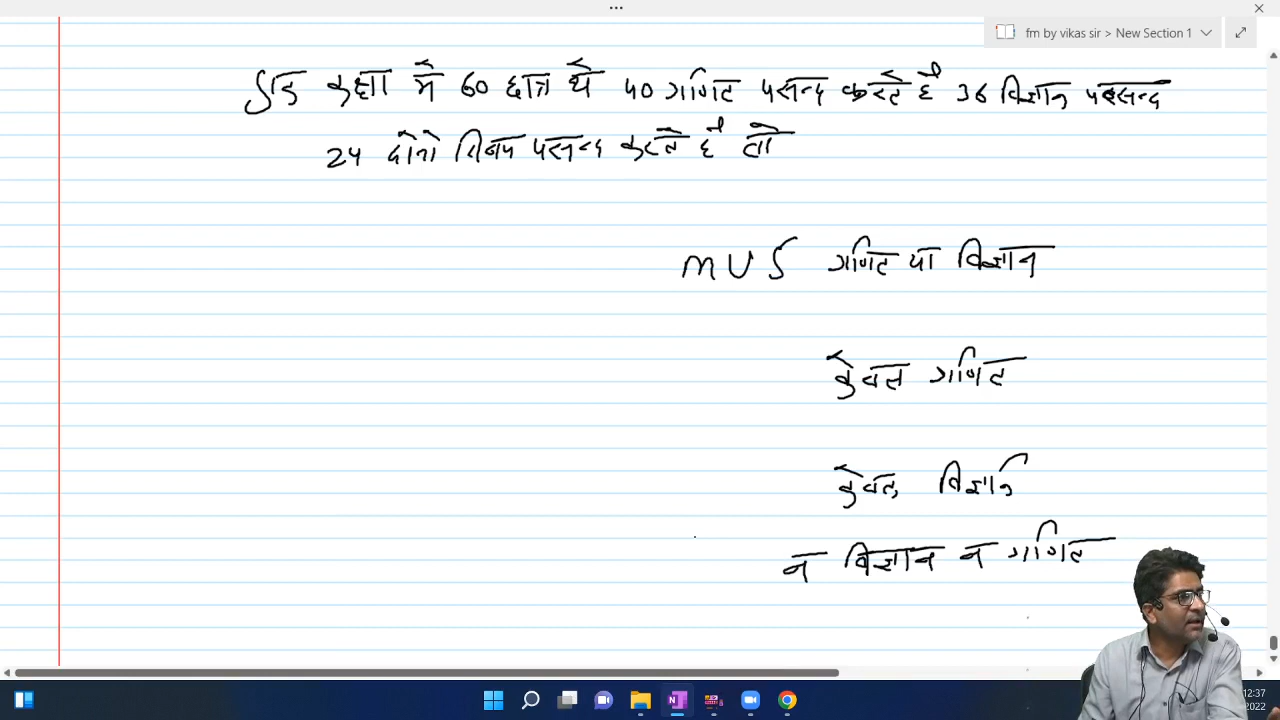 fm by vikas sir > New Section 1
कक्षा में 60 छात्र थे 40 गणित पसन्द करते हैं 36 विज्ञान पसन्द
24 दोनों विषय पसन्द करते हैं तो
M U S गणित या विज्ञान
केवल गणित
केवल विज्ञान
न विज्ञान न गणित
12:37
2022